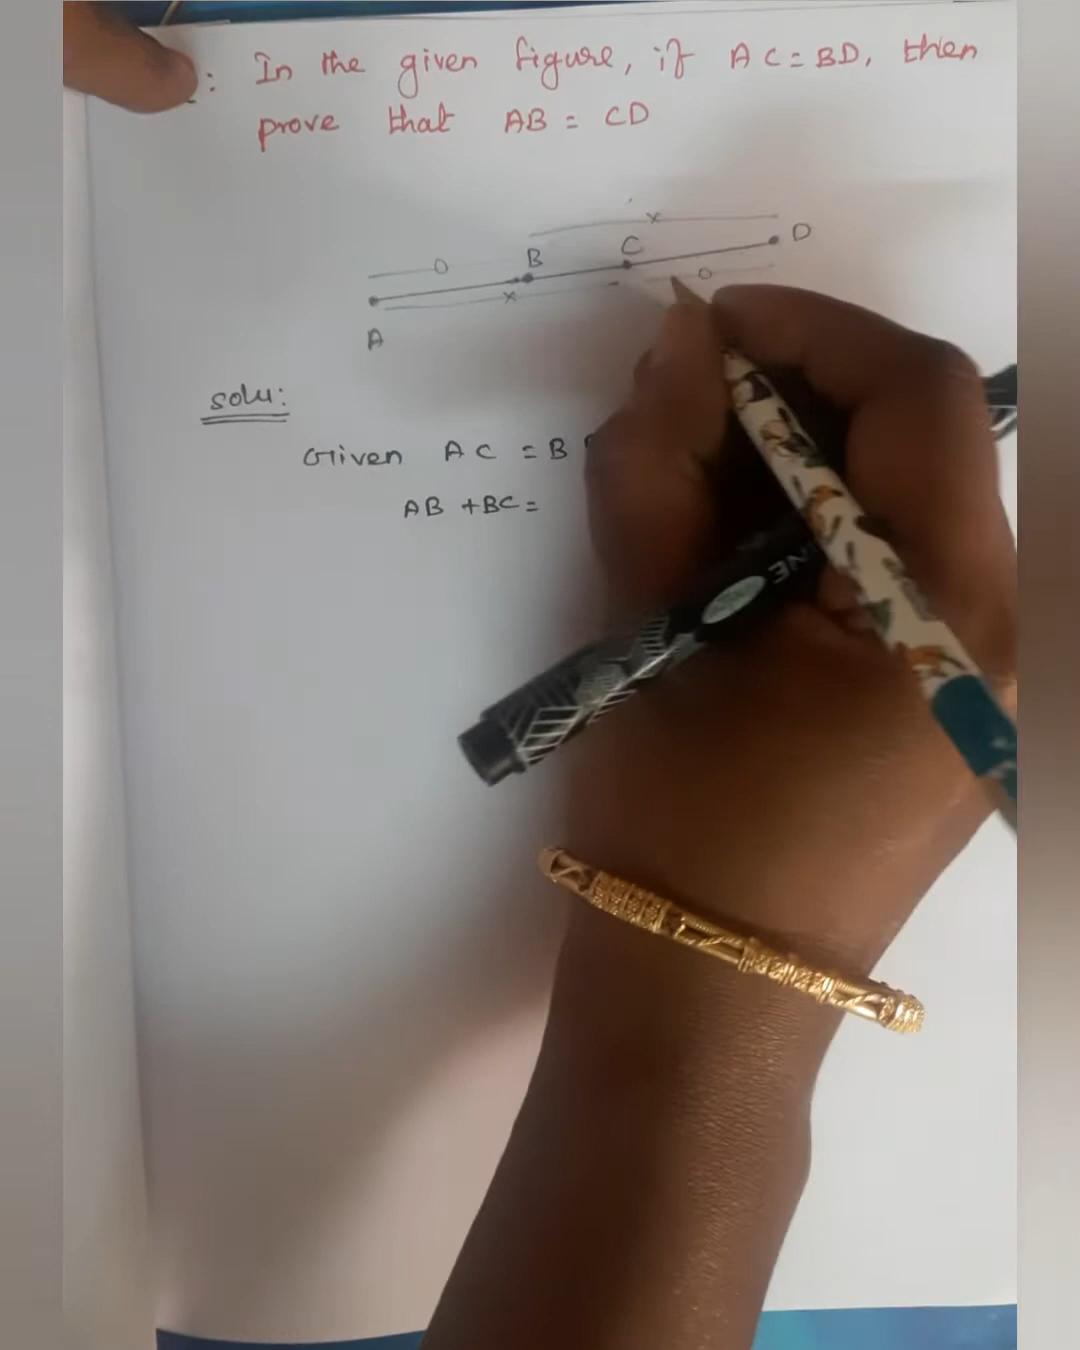 : In the given figure, if AC = BD, then
prove that AB = CD
B
C
D
A
solu:
Given AC = B
AB + BC =